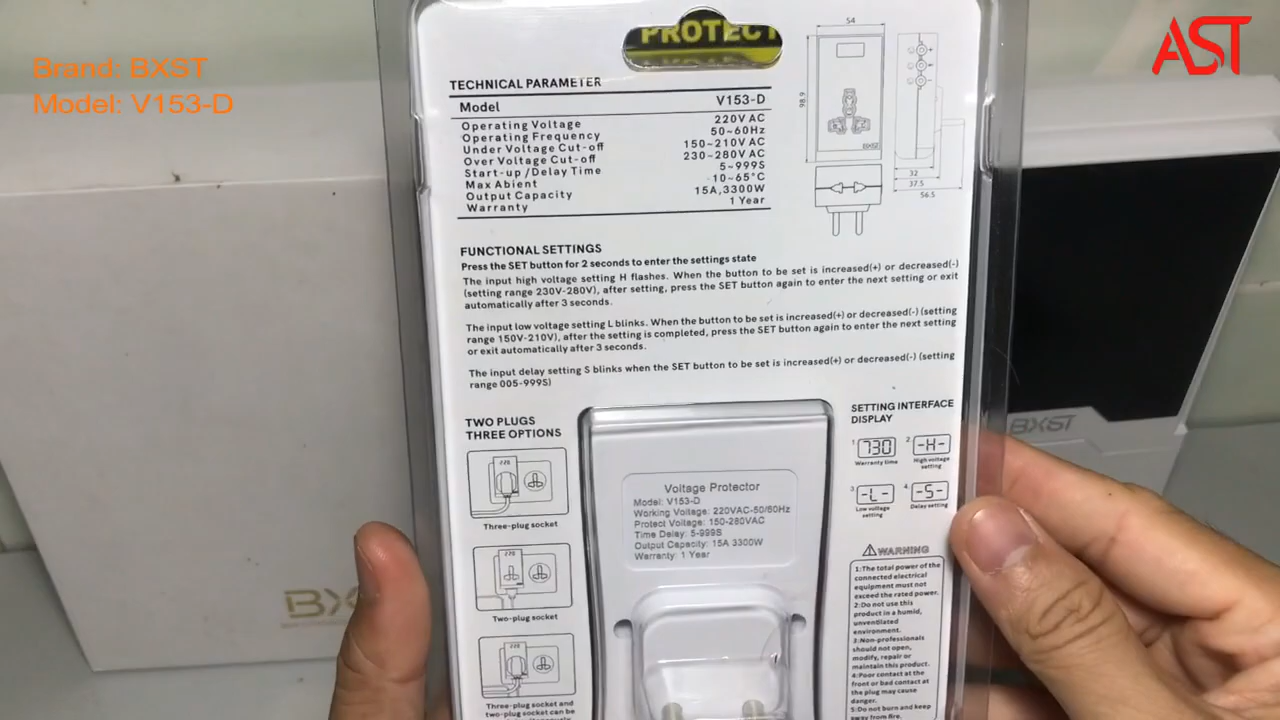 Brand: BXST
Model: V153-D
AST
PROTECT
TECHNICAL PARAMETER
Model V153-D
Operating Voltage 220V AC
Operating Frequency 50~60Hz
Under Voltage Cut-off 150~210V AC
Over Voltage Cut-off 230-280V AC
Start-up /Delay Time 5~999S
Max Abient -10~65°C
Output Capacity 15A,3300W
Warranty 1 Year
54
98.9
BXST
32
37.5
56.5
FUNCTIONAL SETTINGS
Press the SET button for 2 seconds to enter the settings state
The input high voltage setting H flashes. When the button to be set is increased(+) or decreased(-)
(setting range 230V-280V), after setting, press the SET button again to enter the next setting or exit
automatically after 3 seconds.
The input low voltage setting L blinks. When the button to be set is increased(+) or decreased(-) (setting
range 150V-210V), after the setting is completed, press the SET button again to enter the next setting
or exit automatically after 3 seconds.
The input delay setting S blinks when the SET button to be set is increased(+) or decreased(-) (setting
range 005-999S)
TWO PLUGS
THREE OPTIONS
220
Three-plug socket
220
Two-plug socket
220
Three-plug socket and
two-plug socket can be
Voltage Protector
Model: V153-D
Working Voltage: 220VAC-50/60Hz
Protect Voltage: 150-280VAC
Time Delay: 5-999S
Output Capacity: 15A 3300W
Warranty: 1 Year
SETTING INTERFACE
DISPLAY
1. 730
Warranty time
2. -H-
High voltage
setting
3. -L-
Low voltage
setting
4. -S-
Delay setting
WARNING
1:The total power of the
connected electrical
equipment must not
exceed the rated power.
2:Do not use this
product in a humid,
unventilated
environment.
3:Non-professionals
should not open,
modify, repair or
maintain this product.
4:Poor contact at the
front or bad contact at
the plug may cause
danger.
5:Do not burn and keep
away from fire.
BXST
BX